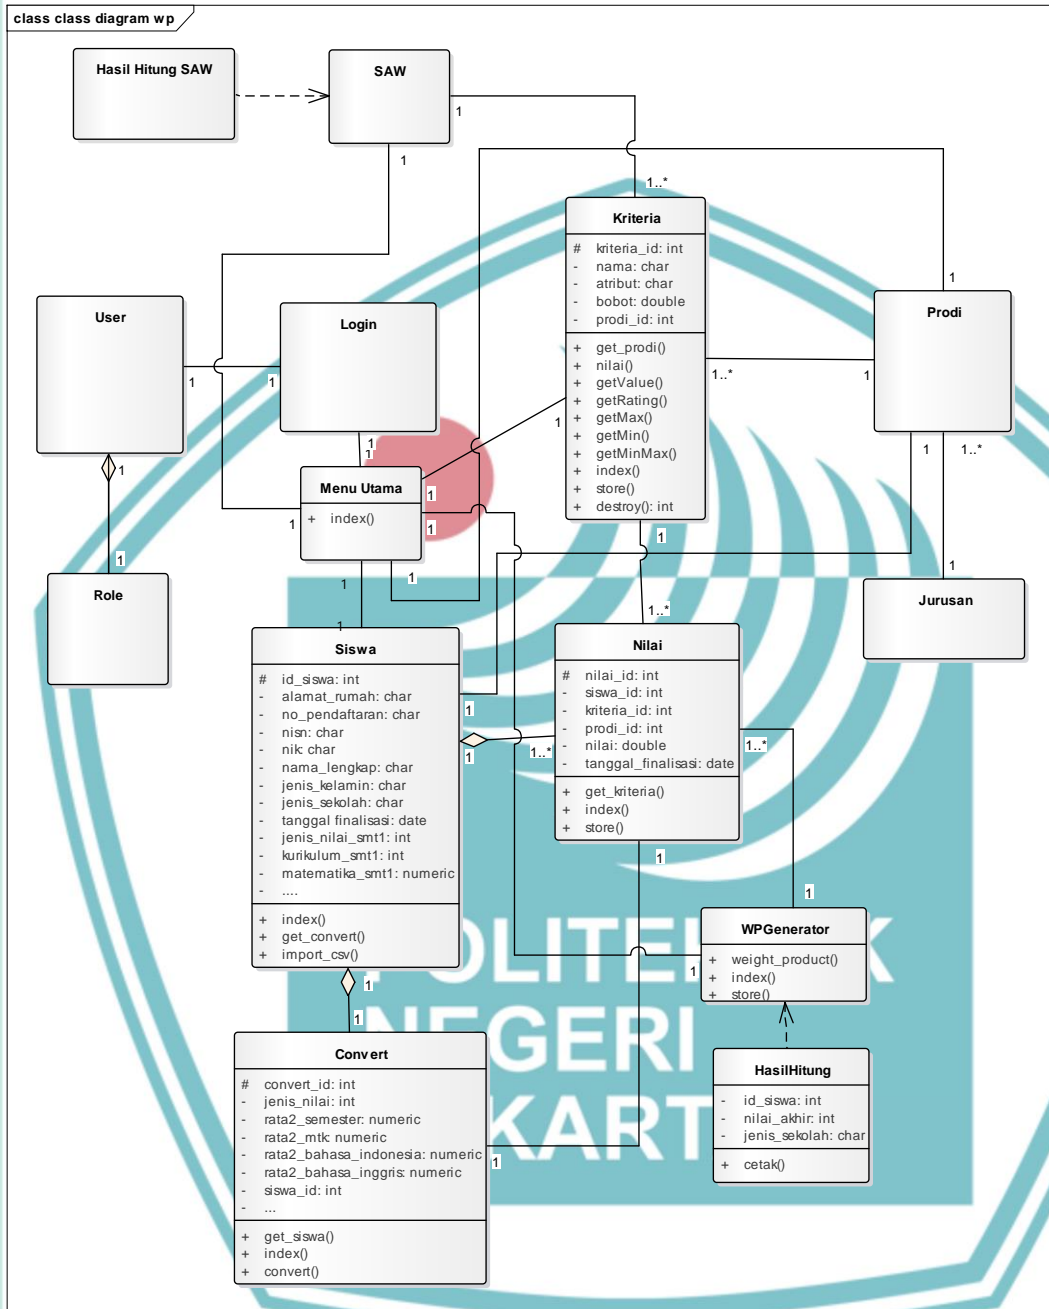 class class diagram wp
Hasil Hitung SAW
SAW
1
1
1..*
Kriteria
# kriteria_id: int
- nama: char
- atribut: char
- bobot: double
- prodi_id: int
+ get_prodi()
+ nilai()
+ getValue()
+ getRating()
+ getMax()
+ getMin()
+ getMinMax()
+ index()
+ store()
+ destroy(): int
1
Prodi
1..*
1
User
Login
1
1
1
1
1
Menu Utama
+ index()
1
1
1
1
1
1
1
1..*
1
1
Role
1
Jurusan
1
1
1..*
Siswa
# id_siswa: int
- alamat_rumah: char
- no_pendaftaran: char
- nisn: char
- nik: char
- nama_lengkap: char
- jenis_kelamin: char
- jenis_sekolah: char
- tanggal finalisasi: date
- jenis_nilai_smt1: int
- kurikulum_smt1: int
- matematika_smt1: numeric
- ....
+ index()
+ get_convert()
+ import_csv()
1
1
1..*
Nilai
# nilai_id: int
- siswa_id: int
- kriteria_id: int
- prodi_id: int
- nilai: double
- tanggal_finalisasi: date
+ get_kriteria()
+ index()
+ store()
1..*
1
1
WPGenerator
+ weight_product()
+ index()
+ store()
1
1
1
Convert
# convert_id: int
- jenis_nilai: int
- rata2_semester: numeric
- rata2_mtk: numeric
- rata2_bahasa_indonesia: numeric
- rata2_bahasa_inggris: numeric
- siswa_id: int
- ...
+ get_siswa()
+ index()
+ convert()
1
HasilHitung
- id_siswa: int
- nilai_akhir: int
- jenis_sekolah: char
+ cetak()
POLITEK
NEGERI
KART